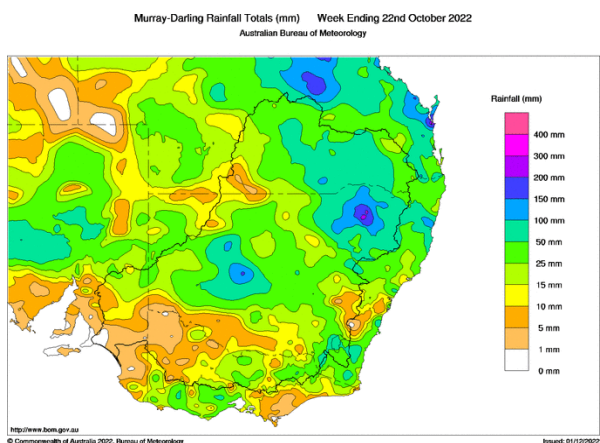 Murray-Darling Rainfall Totals (mm) Week Ending 22nd October 2022
Australian Bureau of Meteorology
Rainfall (mm)
400 mm
300 mm
200 mm
150 mm
100 mm
50 mm
25 mm
15 mm
10 mm
5 mm
1 mm
0 mm
http://www.bom.gov.au
© Commonwealth of Australia 2022, Bureau of Meteorology Issued: 01/12/2022